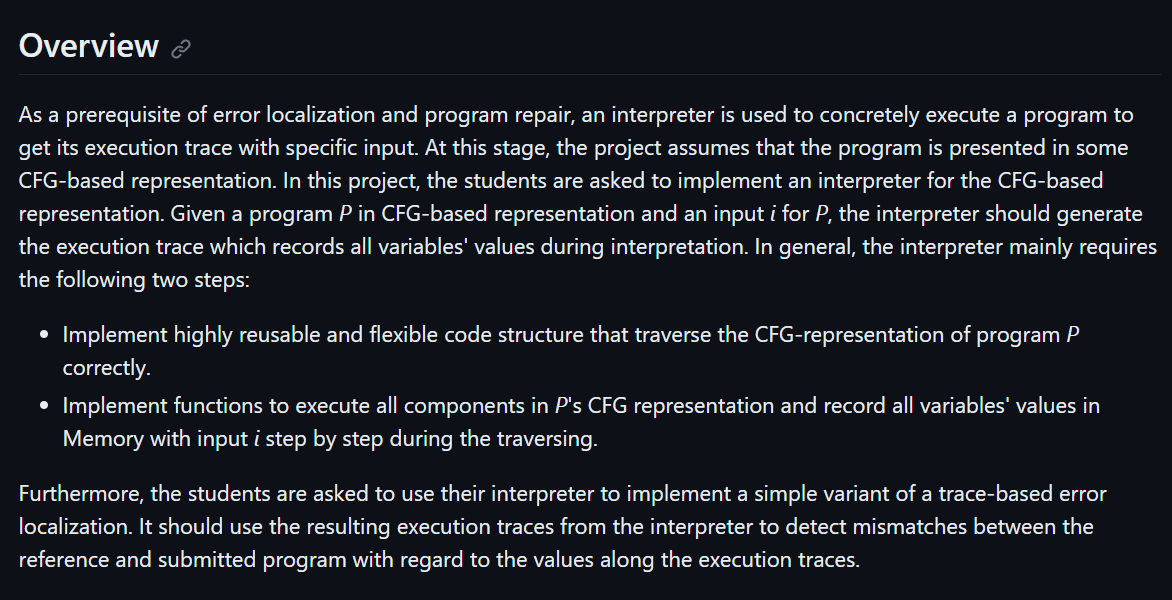 Overview
As a prerequisite of error localization and program repair, an interpreter is used to concretely execute a program to
get its execution trace with specific input. At this stage, the project assumes that the program is presented in some
CFG-based representation. In this project, the students are asked to implement an interpreter for the CFG-based
representation. Given a program P in CFG-based representation and an input i for P, the interpreter should generate
the execution trace which records all variables' values during interpretation. In general, the interpreter mainly requires
the following two steps:
• Implement highly reusable and flexible code structure that traverse the CFG-representation of program P
correctly.
• Implement functions to execute all components in P's CFG representation and record all variables' values in
Memory with input i step by step during the traversing.
Furthermore, the students are asked to use their interpreter to implement a simple variant of a trace-based error
localization. It should use the resulting execution traces from the interpreter to detect mismatches between the
reference and submitted program with regard to the values along the execution traces.